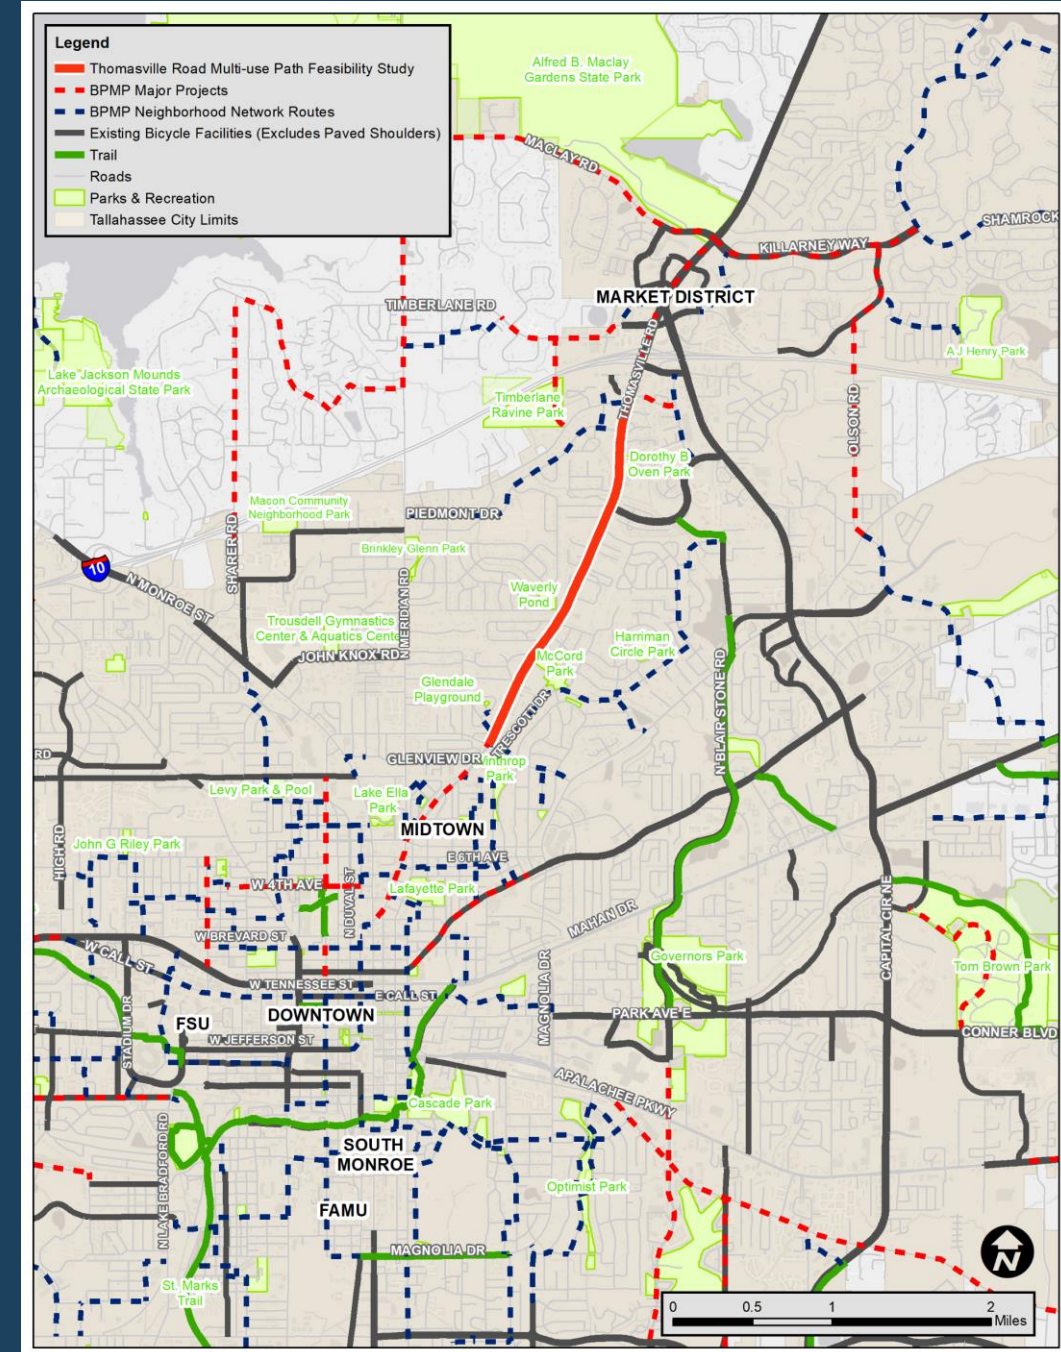 Legend
Thomasville Road Multi-use Path Feasibility Study
BPMP Major Projects
BPMP Neighborhood Network Routes
Existing Bicycle Facilities (Excludes Paved Shoulders)
Trail
Roads
Parks & Recreation
Tallahassee City Limits
Alfred B. Maclay
Gardens State Park
MACLAY RD
SHAMROCK
KILLARNEY WAY
MARKET DISTRICT
TIMBERLANE RD
THOMASVILLE RD
A J Henry Park
Lake Jackson Mounds
Archaeological State Park
Timberlane
Ravine Park
OLSON RD
Dorothy B
Oven Park
Macon Community
Neighborhood Park
PIEDMONT DR
SHARER RD
Brinkley Glenn Park
10
N MONROE ST
N MERIDIAN RD
Waverly
Pond
Trousdell Gymnastics
Center & Aquatics Cente
JOHN KNOX RD
Harriman
Circle Park
McCord
Park
Glendale
Playground
TRESCOTT DR
N BLAIR STONE RD
RD
GLENVIEW DR
inthrop
Park
Levy Park & Pool
Lake Ella
Park
MIDTOWN
HIGH RD
John G Riley Park
E 6TH AVE
W 4TH AVE
Lafayette Park
N DUVAL ST
MAHAN DR
CAPITAL CIR NE
W BREVARD ST
W CALL ST
Governors Park
Tom Brown Park
W TENNESSEE ST
E CALL ST
MAGNOLIA DR
STADIUM DR
FSU
DOWNTOWN
PARK AVE E
CONNER BLVD
W JEFFERSON ST
APALACHEE PKWY
Cascade Park
N LAKE BRADFORD RD
SOUTH
MONROE
Optimist Park
FAMU
MAGNOLIA DR
St. Marks
Trail
N
0 0.5 1 2
Miles